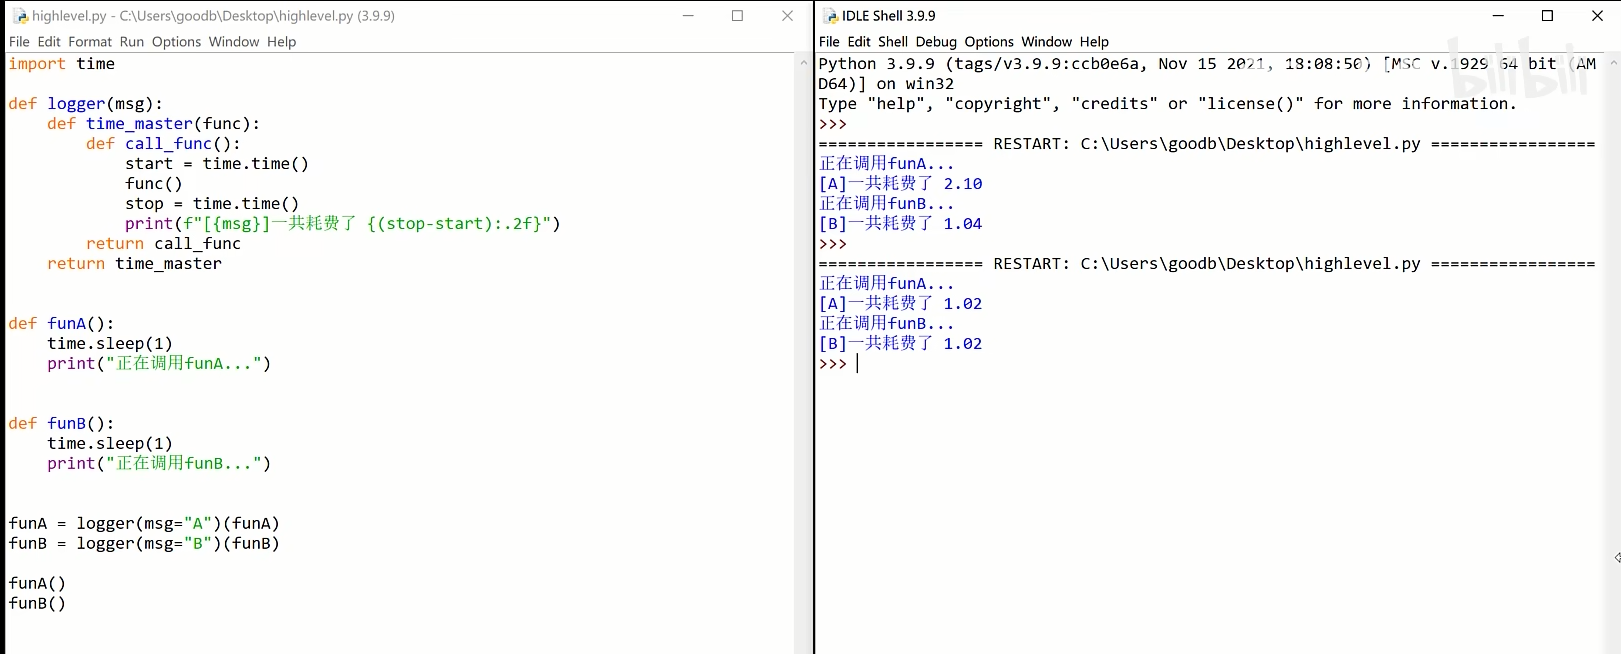 highlevel.py - C:\Users\goodb\Desktop\highlevel.py (3.9.9)
File Edit Format Run Options Window Help
import time
def logger(msg):
    def time_master(func):
        def call_func():
            start = time.time()
            func()
            stop = time.time()
            print(f"[{msg}]一共耗费了 {(stop-start):.2f}")
        return call_func
    return time_master
def funA():
    time.sleep(1)
    print("正在调用funA...")
def funB():
    time.sleep(1)
    print("正在调用funB...")
funA = logger(msg="A")(funA)
funB = logger(msg="B")(funB)
funA()
funB()
IDLE Shell 3.9.9
File Edit Shell Debug Options Window Help
Python 3.9.9 (tags/v3.9.9:ccb0e6a, Nov 15 2021, 18:08:50) [MSC v.1929 64 bit (AM
D64)] on win32
Type "help", "copyright", "credits" or "license()" for more information.
>>>
================= RESTART: C:\Users\goodb\Desktop\highlevel.py =================
正在调用funA...
[A]一共耗费了 2.10
正在调用funB...
[B]一共耗费了 1.04
>>>
================= RESTART: C:\Users\goodb\Desktop\highlevel.py =================
正在调用funA...
[A]一共耗费了 1.02
正在调用funB...
[B]一共耗费了 1.02
>>>
bilibili